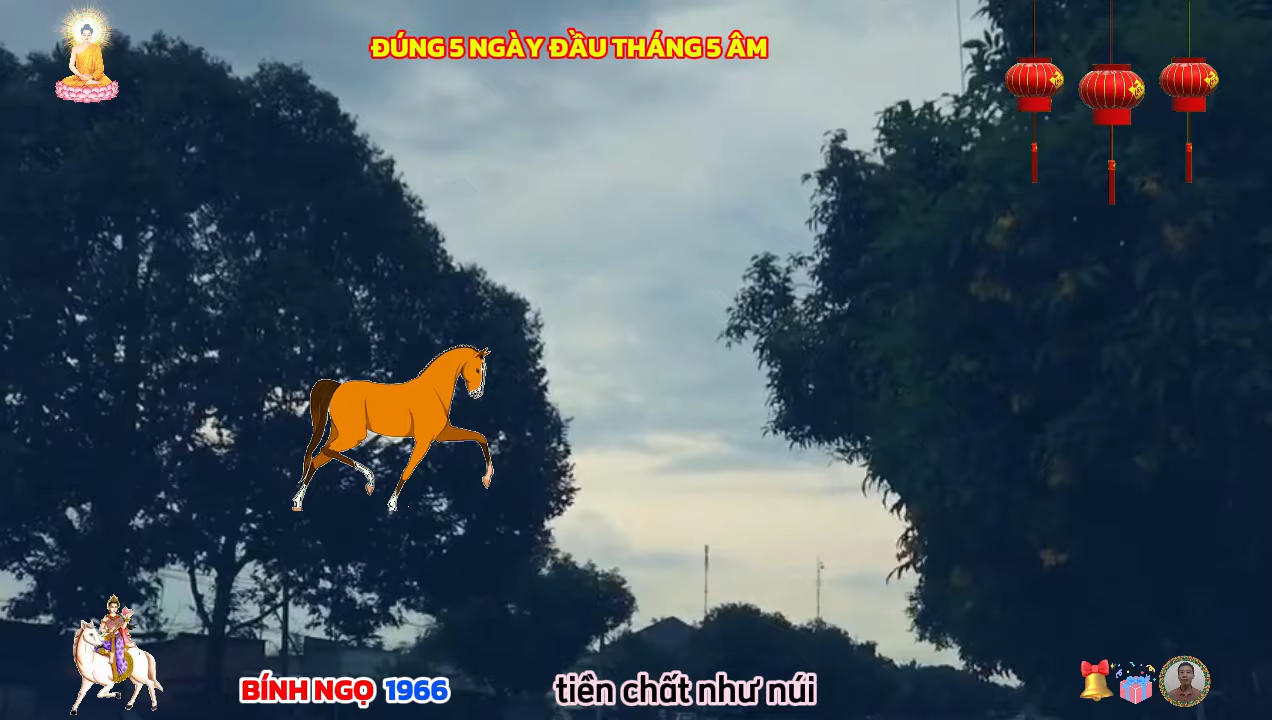 ĐÚNG 5 NGÀY ĐẦU THÁNG 5 ÂM
BÍNH NGỌ 1966
tiền chất như núi